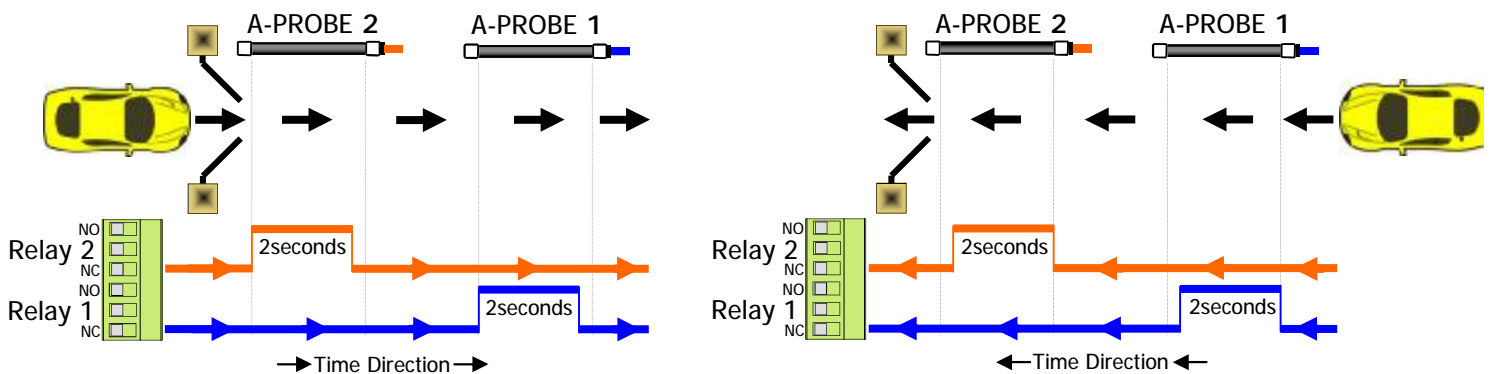 A-PROBE 2
A-PROBE 1
NO
Relay 2
NC
2seconds
NO
Relay 1
NC
2seconds
Time Direction
A-PROBE 2
A-PROBE 1
NO
Relay 2
NC
2seconds
NO
Relay 1
NC
2seconds
Time Direction